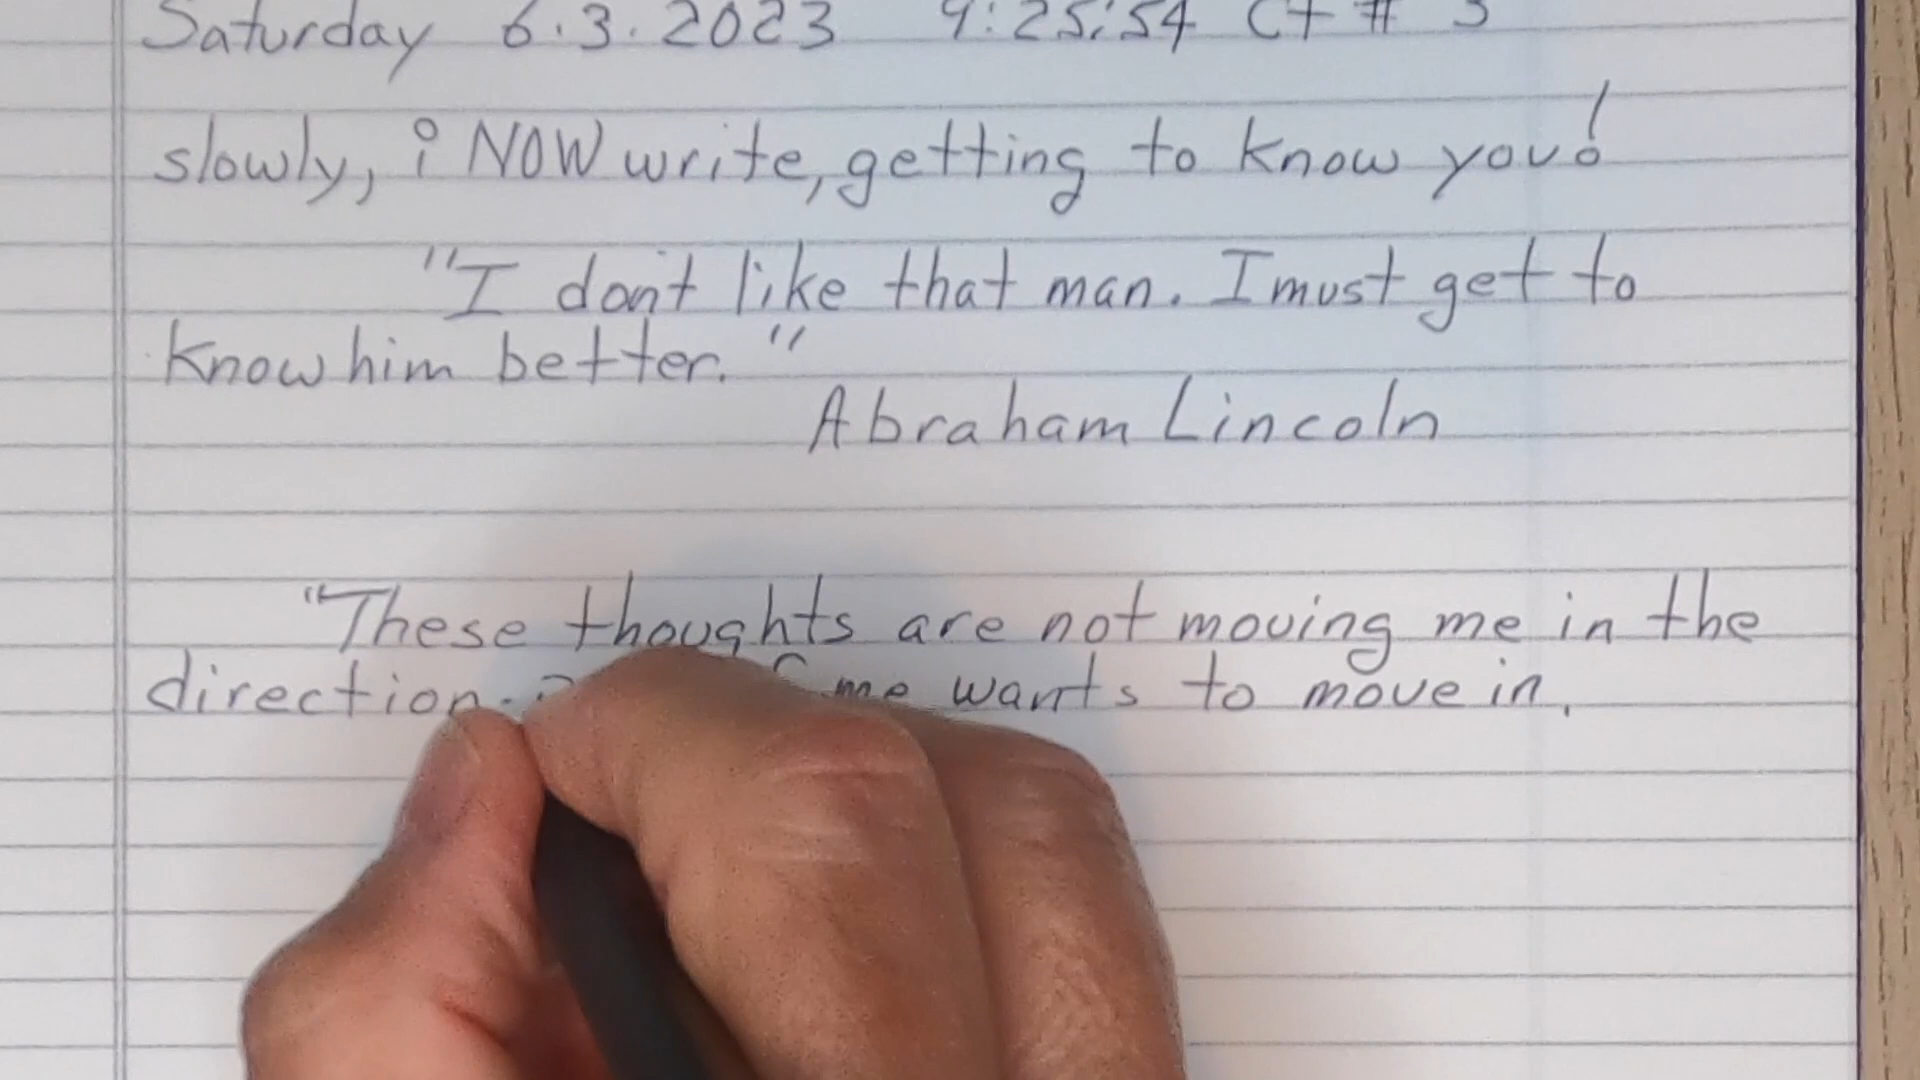 Saturday 6.3.2023 9:25:54 CT # 3
slowly, i NOW write, getting to know you!
"I don't like that man. I must get to
know him better."
Abraham Lincoln
"These thoughts are not moving me in the
direction me wants to move in.